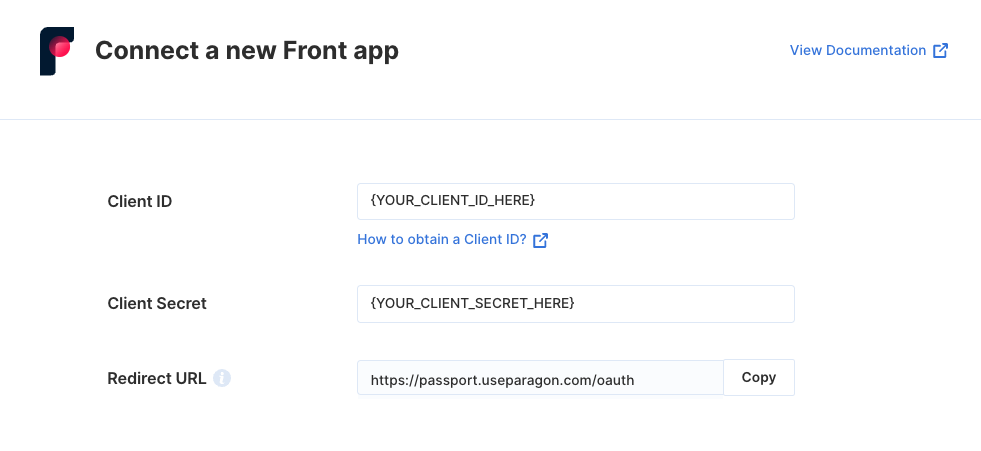 Connect a new Front app
View Documentation
Client ID
{YOUR_CLIENT_ID_HERE}
How to obtain a Client ID?
Client Secret
{YOUR_CLIENT_SECRET_HERE}
Redirect URL i
https://passport.useparagon.com/oauth
Copy